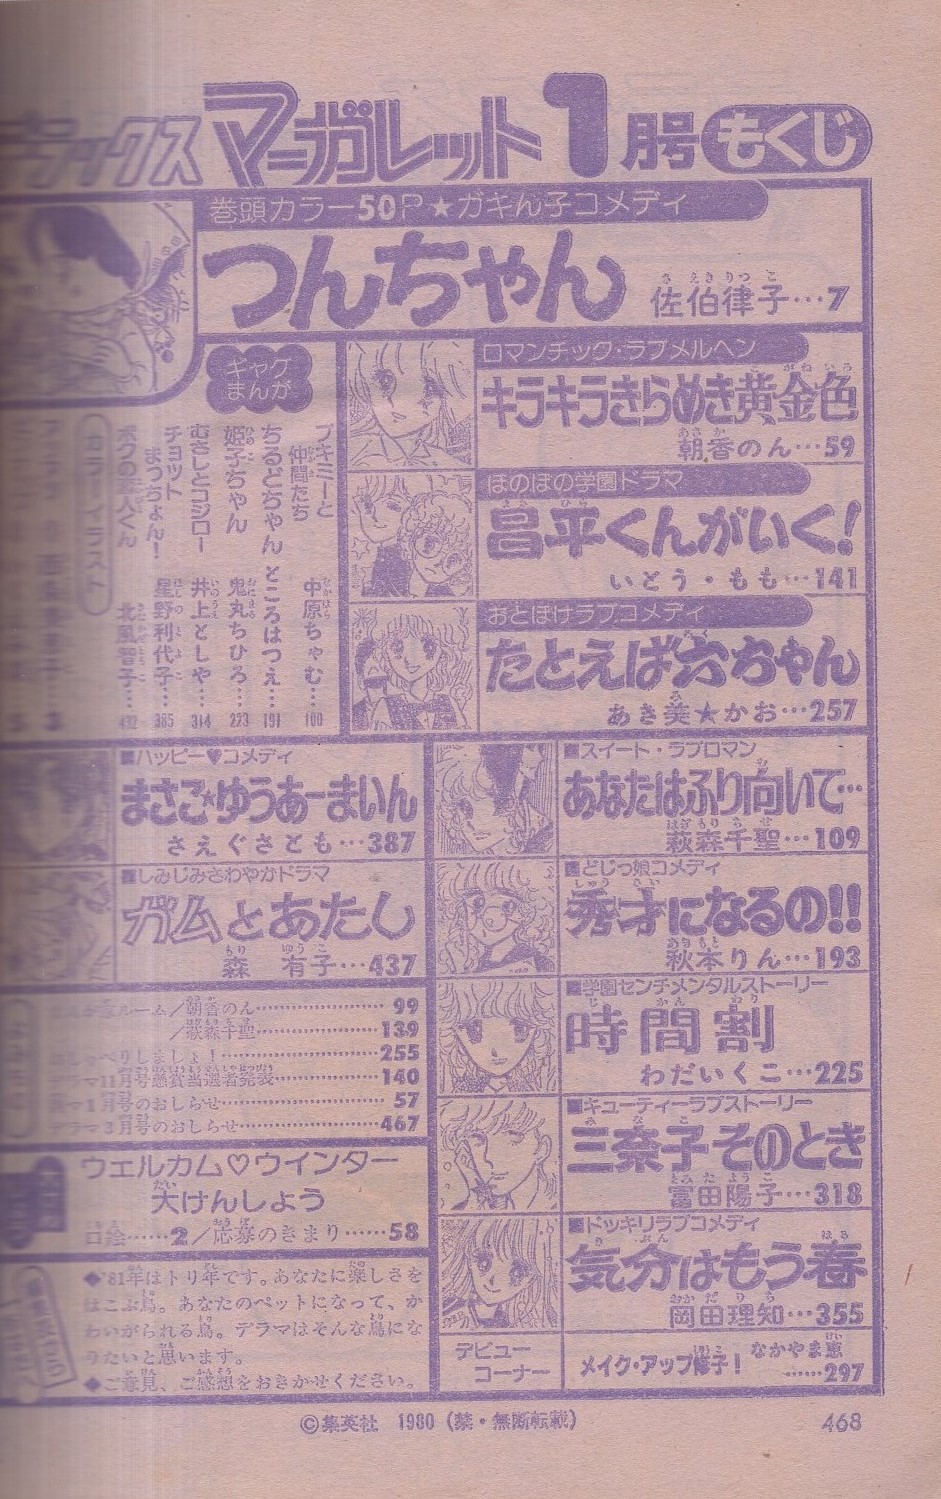 デラックスマーガレット1月号もくじ
巻頭カラー50P★ガキん子コメディ
つんちゃん
佐伯律子…7
ロマンチック・ラブメルヘン
キラキラきらめき黄金色
朝香のん…59
ほのぼの学園ドラマ
昌平くんがいく!
いとう・もも…141
おとぼけラブコメディ
たとえば六ちゃん
あき美★かお…257
ギャグまんが
ブキミーと仲間たち 中原ちゃむ…100
ちるどちゃん ところはつえ…191
姫子ちゃん 鬼丸ちひろ…223
むさしとコジロー 井上としや…314
チョットまっちょん! 星野利代子…385
北風智子…432
カラーイラスト
■スイート・ラブロマン
あなたはふり向いて…
萩森千聖…109
■どじっ娘コメディ
秀才になるの!!
秋本りん…193
■学園センチメンタルストーリー
時間割
わだいくこ…225
■キューティーラブストーリー
三奈子そのとき
富田陽子…318
■ドッキリラブコメディ
気分はもう春
岡田理知…355
デビューコーナー
メイク・アップ修子! なかやま恵
……297
■ハッピー♥コメディ
まさこ★ゆうあーまいん
さえぐさとも…387
■しみじみさわやかドラマ
ガムとあたし
森 有子…437
ルーム/朝香のん……99
/萩森千聖……139
しゃべりしましょ!……255
ラマ11月号懸賞当選者発表……140
マ1月号のおしらせ……57
ラマ3月号のおしらせ……467
ウェルカム♡ウインター
大けんしょう
口絵……2/応募のきまり……58
◆'81年はトリ年です。あなたに楽しさを
はこぶ鳥。あなたのペットになって、か
わいがられる鳥。デラマはそんな鳥にな
りたいと思います。
◆ご意見、ご感想をおきかせください。
©集英社 1980(禁・無断転載)
468